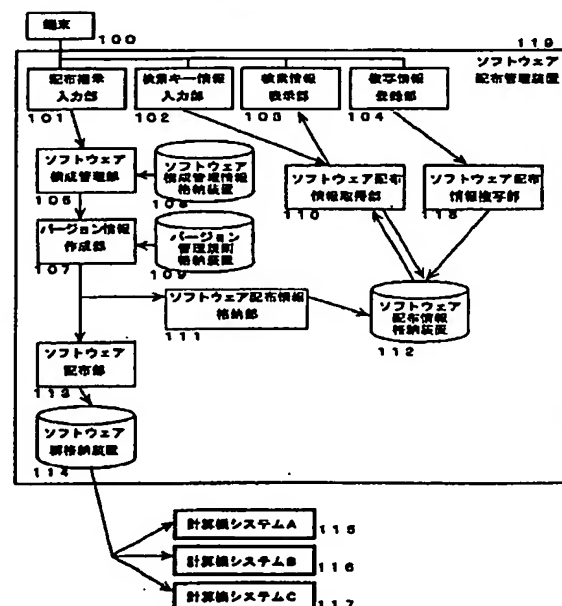 端末
100
119
ソフトウェア
配布管理装置
配布指示
入力部
101
検索キー情報
入力部
102
検索情報
表示部
103
複写情報
登録部
104
ソフトウェア
構成管理部
106
ソフトウェア
構成管理情報
格納装置
108
ソフトウェア配布
情報取得部
110
ソフトウェア配布
情報複写部
118
バージョン情報
作成部
107
バージョン
管理規則
格納装置
109
ソフトウェア配布情報
格納部
111
ソフトウェア
配布情報
格納装置
112
ソフトウェア
配布部
113
ソフトウェア
群格納装置
114
計算機システムA
115
計算機システムB
116
計算機システムC
117